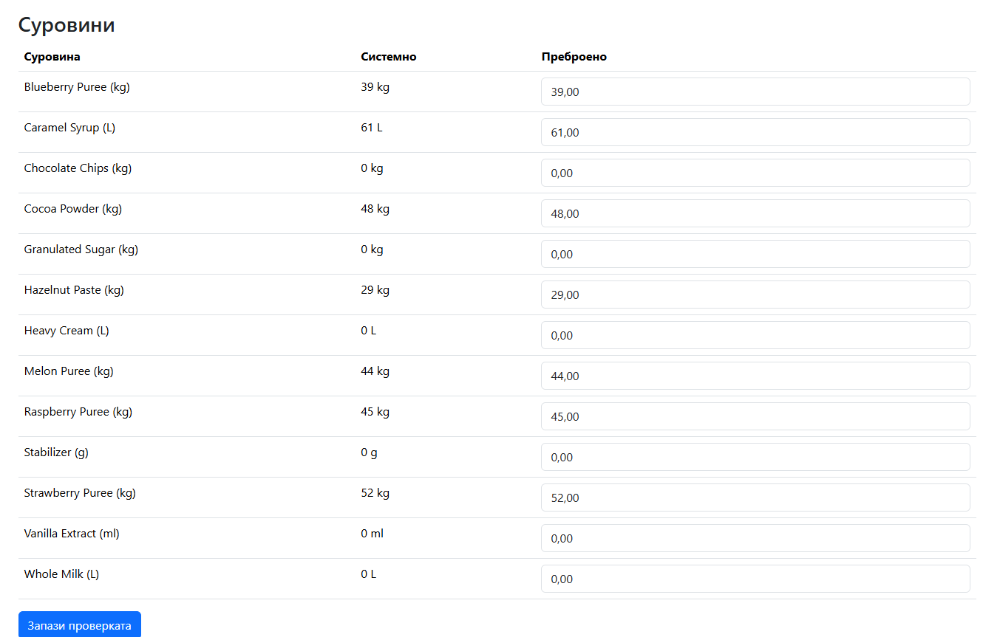 Суровини
Суровина Системно Преброено
Blueberry Puree (kg) 39 kg 39,00
Caramel Syrup (L) 61 L 61,00
Chocolate Chips (kg) 0 kg 0,00
Cocoa Powder (kg) 48 kg 48,00
Granulated Sugar (kg) 0 kg 0,00
Hazelnut Paste (kg) 29 kg 29,00
Heavy Cream (L) 0 L 0,00
Melon Puree (kg) 44 kg 44,00
Raspberry Puree (kg) 45 kg 45,00
Stabilizer (g) 0 g 0,00
Strawberry Puree (kg) 52 kg 52,00
Vanilla Extract (ml) 0 ml 0,00
Whole Milk (L) 0 L 0,00
Запази проверката